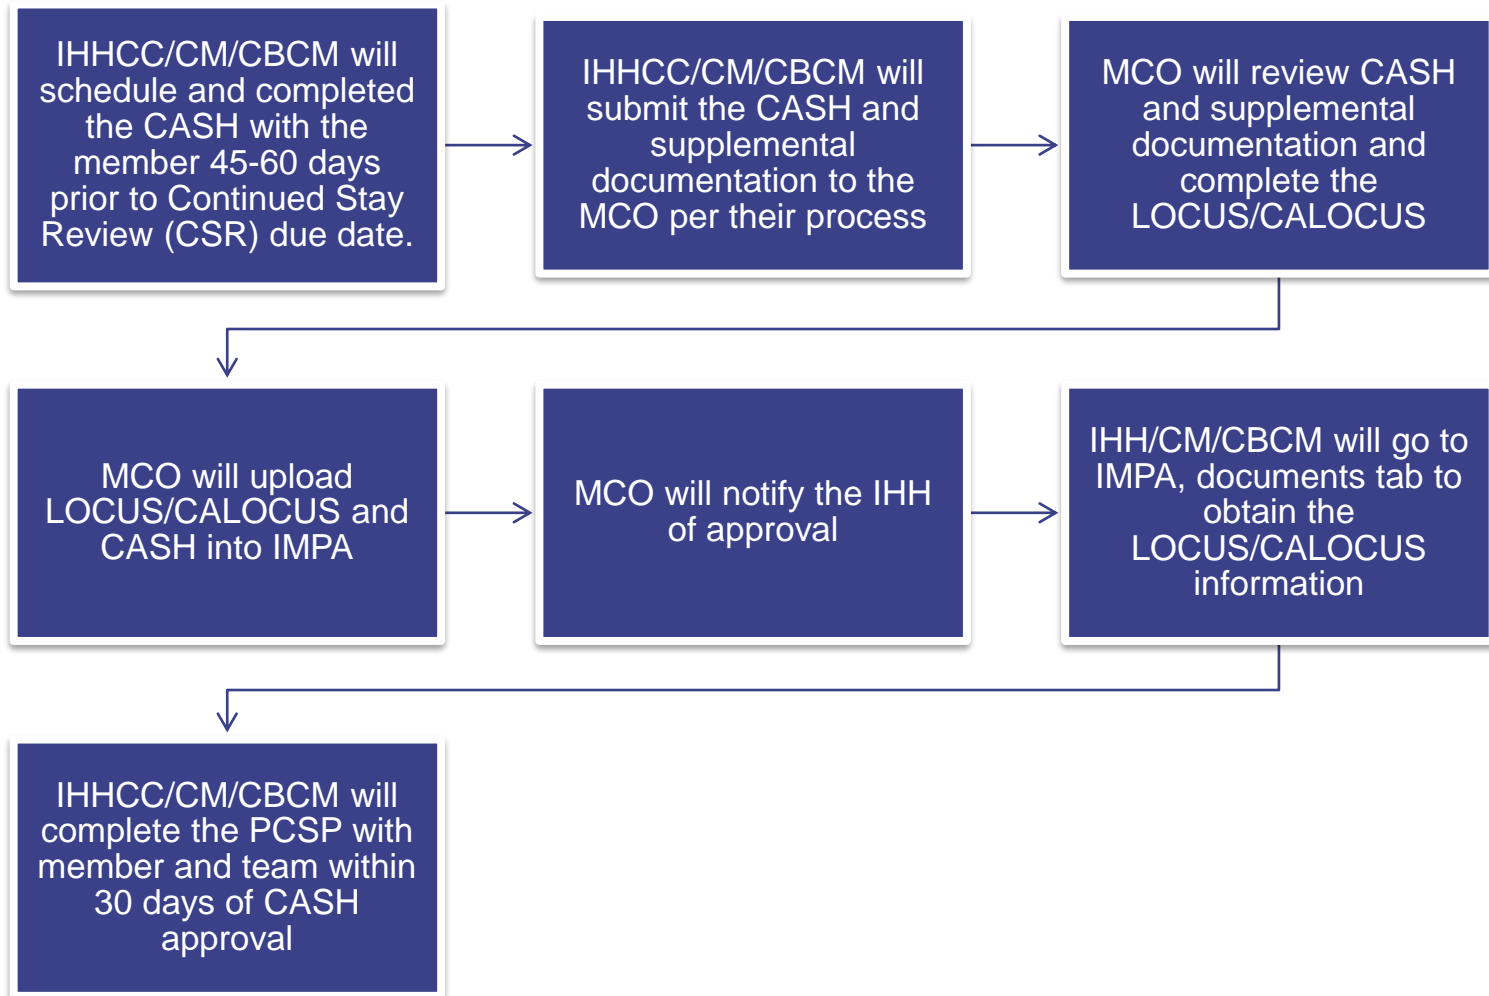 IHHCC/CM/CBCM will
schedule and completed
the CASH with the
member 45-60 days
prior to Continued Stay
Review (CSR) due date.
IHHCC/CM/CBCM will
submit the CASH and
supplemental
documentation to the
MCO per their process
MCO will review CASH
and supplemental
documentation and
complete the
LOCUS/CALOCUS
MCO will upload
LOCUS/CALOCUS and
CASH into IMPA
MCO will notify the IHH
of approval
IHH/CM/CBCM will go to
IMPA, documents tab to
obtain the
LOCUS/CALOCUS
information
IHHCC/CM/CBCM will
complete the PCSP with
member and team within
30 days of CASH
approval